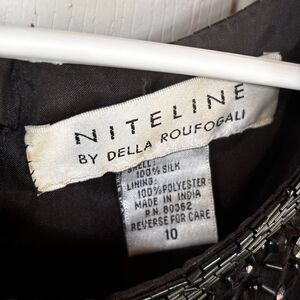 NITELINE
BY DELLA ROUFOGALI
SHELL:
100% SILK
LINING:
100% POLYESTER
MADE IN INDIA
R.N. 80362
REVERSE FOR CARE
10